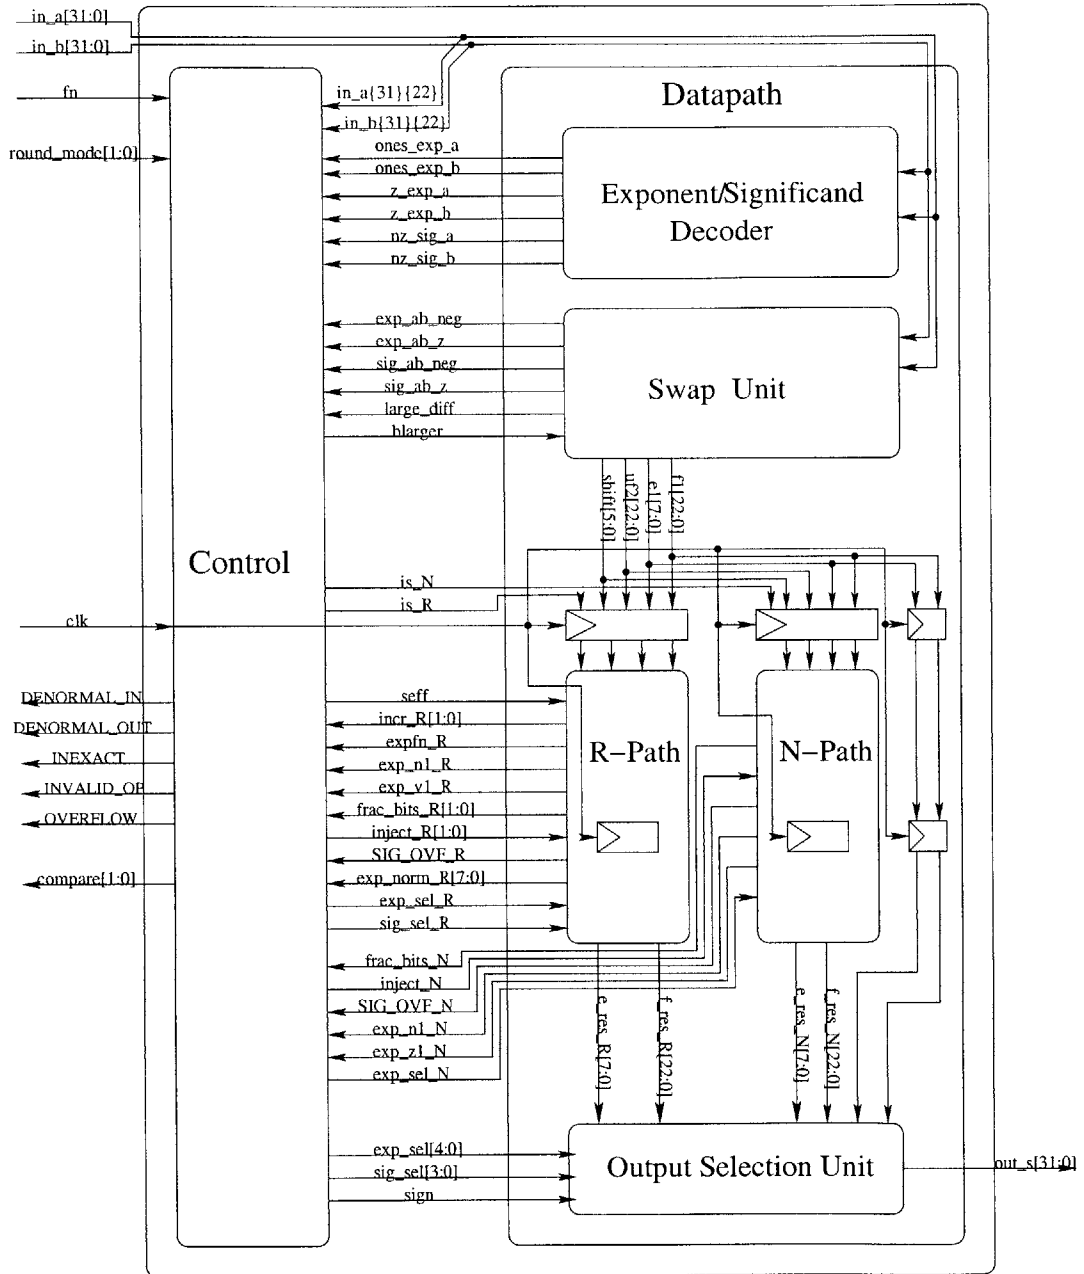 in_a[31:0]
in_b[31:0]
fn
round_mode[1:0]
in_a{31}{22}
in_b{31}{22}
ones_exp_a
ones_exp_b
z_exp_a
z_exp_b
nz_sig_a
nz_sig_b
Datapath
Exponent/Significand
Decoder
exp_ab_neg
exp_ab_z
sig_ab_neg
sig_ab_z
large_diff
blarger
Swap Unit
shift[5:0]
uf2[22:0]
e1[7:0]
f1[22:0]
Control
is_N
is_R
clk
DENORMAL_IN
DENORMAL_OUT
INEXACT
INVALID_OP
OVERFLOW
compare[1:0]
seff
incr_R[1:0]
expfn_R
exp_n1_R
exp_v1_R
frac_bits_R[1:0]
inject_R[1:0]
SIG_OVF_R
exp_norm_R[7:0]
exp_sel_R
sig_sel_R
R-Path
N-Path
frac_bits_N
inject_N
SIG_OVF_N
exp_n1_N
exp_z1_N
exp_sel_N
e_res_R[7:0]
f_res_R[22:0]
e_res_N[7:0]
f_res_N[22:0]
exp_sel[4:0]
sig_sel[3:0]
sign
Output Selection Unit
out_s[31:0]